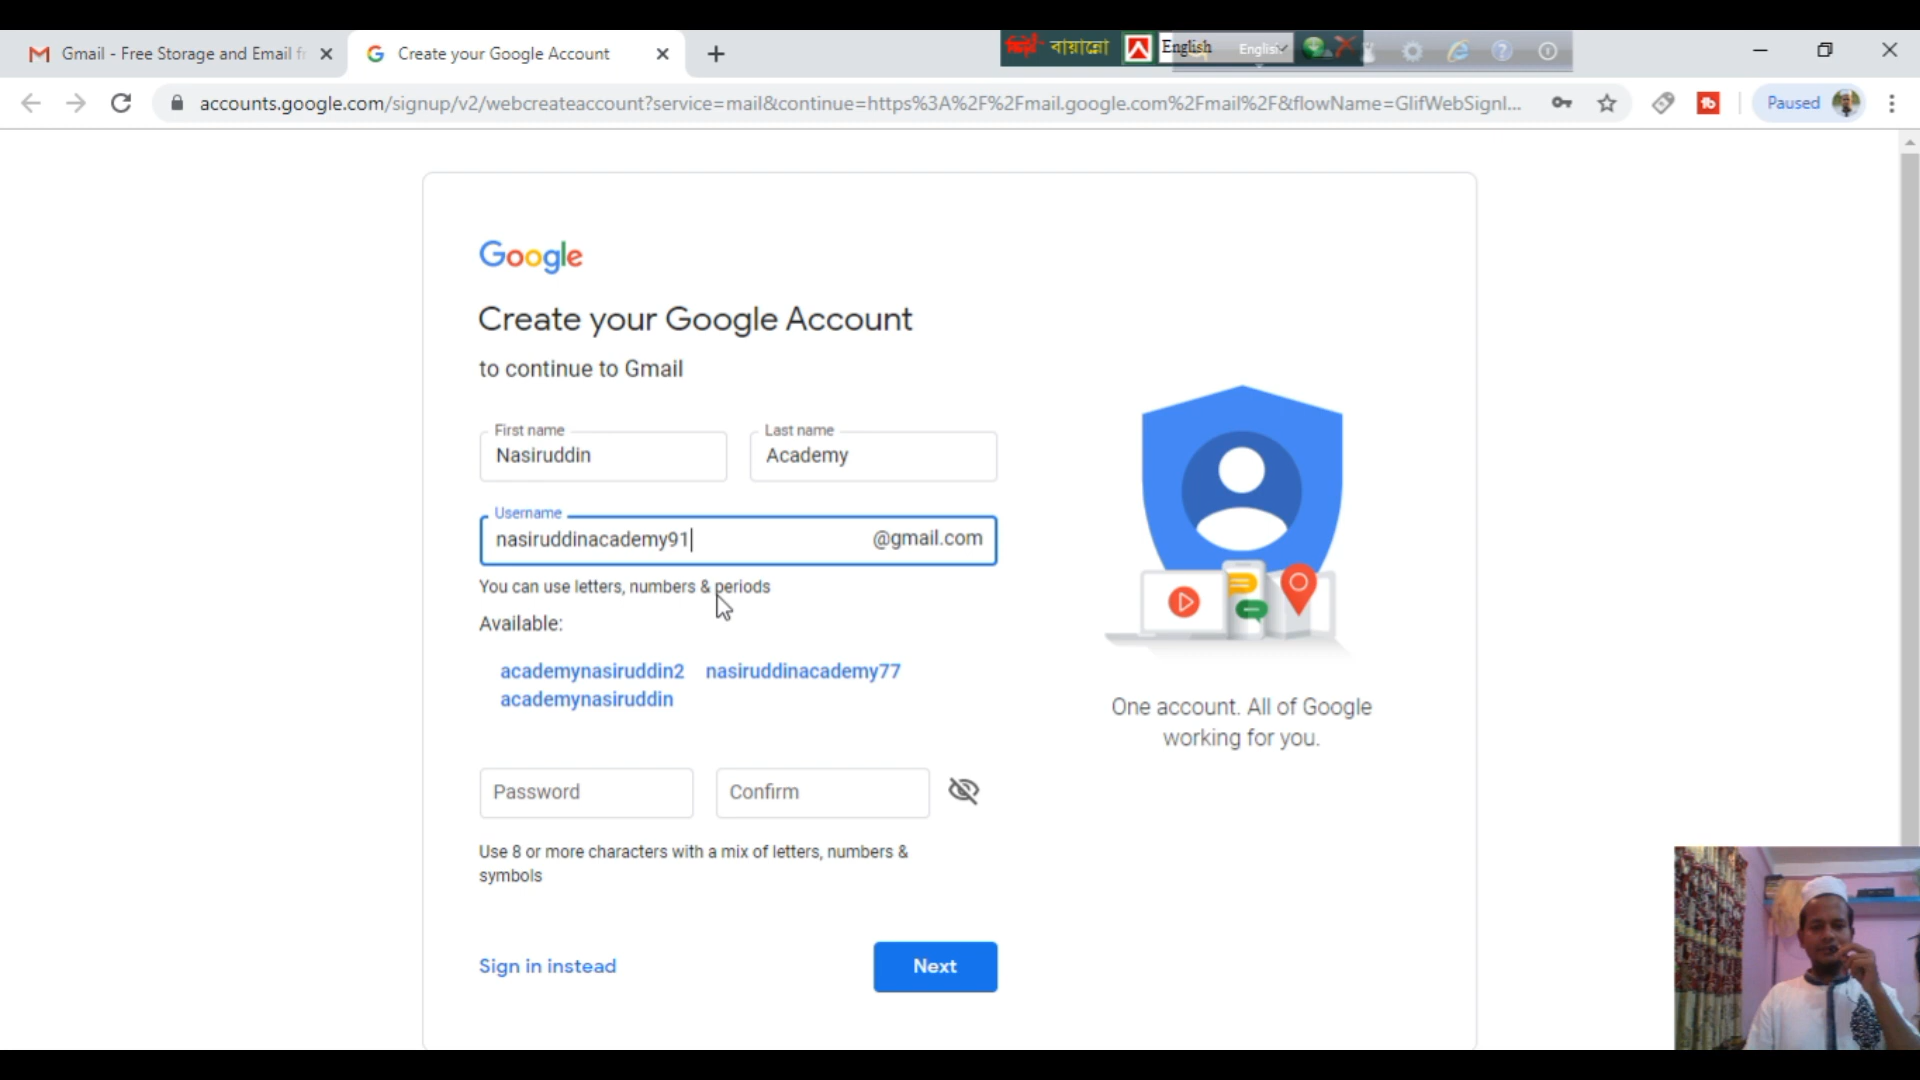 Gmail - Free Storage and Email f
Create your Google Account
বায়ান্নো
English
English
accounts.google.com/signup/v2/webcreateaccount?service=mail&continue=https%3A%2F%2Fmail.google.com%2Fmail%2F&flowName=GlifWebSignI...
Paused
Google
Create your Google Account
to continue to Gmail
First name
Last name
Nasiruddin
Academy
Username
nasiruddinacademy91
@gmail.com
You can use letters, numbers & periods
Available:
academynasiruddin2 nasiruddinacademy77
academynasiruddin
Password
Confirm
Use 8 or more characters with a mix of letters, numbers &
symbols
Sign in instead
Next
One account. All of Google
working for you.